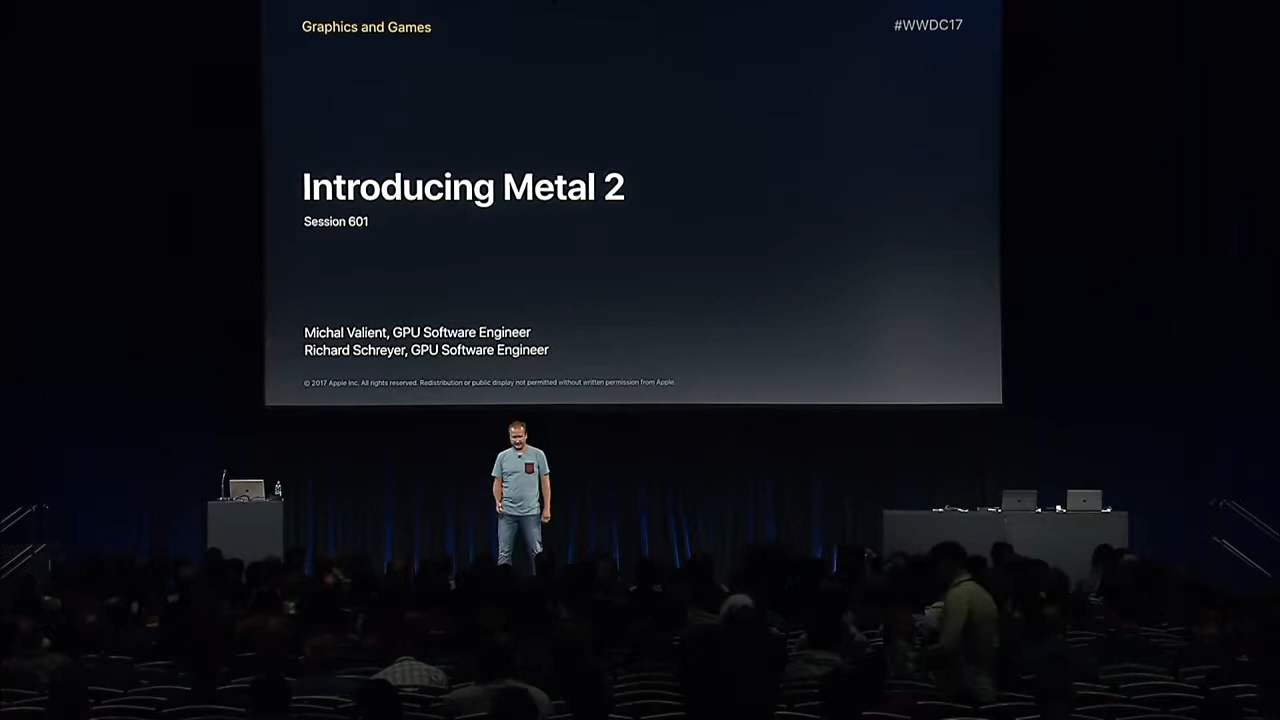 Graphics and Games
#WWDC17
Introducing Metal 2
Session 601
Michal Valient, GPU Software Engineer
Richard Schreyer, GPU Software Engineer
© 2017 Apple Inc. All rights reserved. Redistribution or public display not permitted without written permission from Apple.